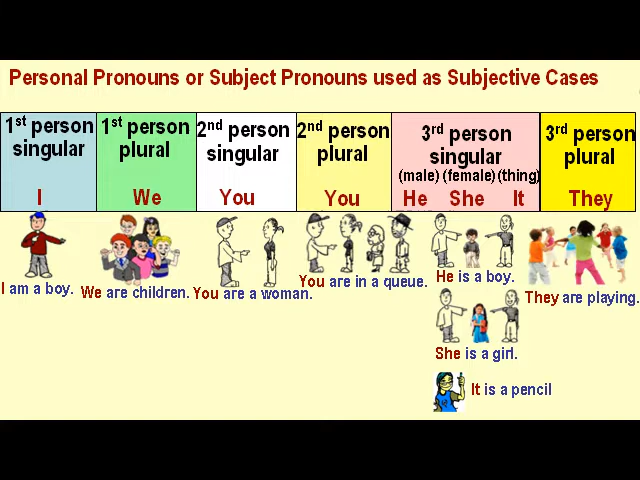 Personal Pronouns or Subject Pronouns used as Subjective Cases
1st person
singular
I
1st person
plural
We
2nd person
singular
You
2nd person
plural
You
3rd person
singular
(male) (female) (thing)
He She It
3rd person
plural
They
I am a boy.
We are children.
You are a woman.
You are in a queue.
He is a boy.
She is a girl.
It is a pencil
They are playing.